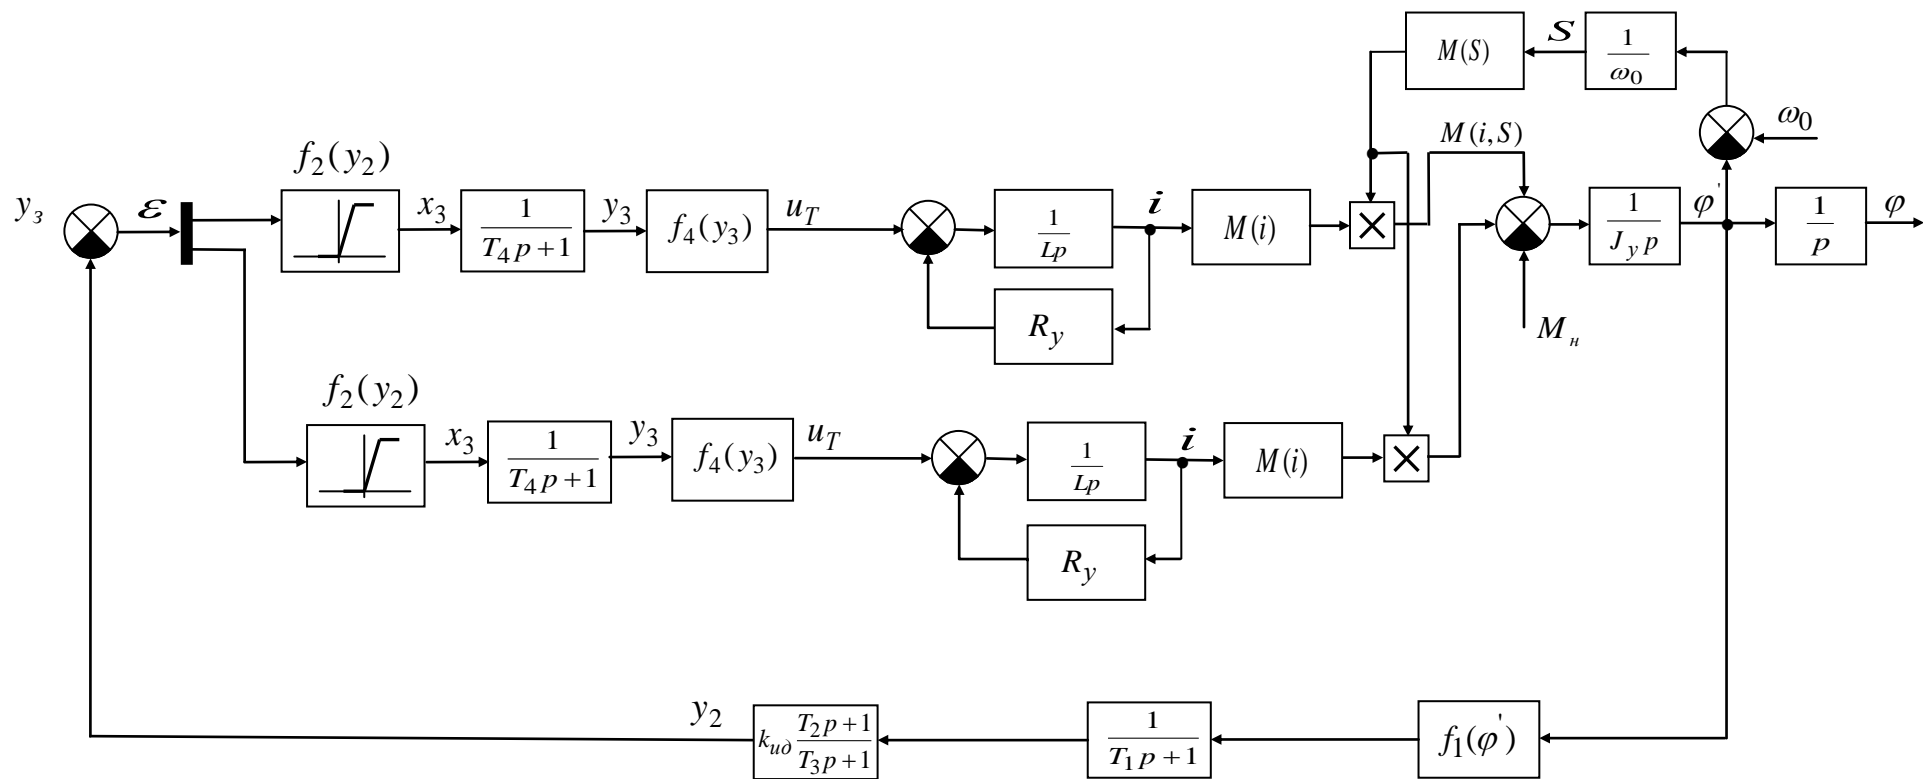 M(S)
S
1/ω₀
ω₀
M(i,S)
y₃
ε
f₂(y₂)
x₃
1/(T₄p+1)
y₃
f₄(y₃)
u_T
1/(Lp)
i
M(i)
×
1/(J_y p)
φ'
1/p
φ
R_y
M_н
f₂(y₂)
x₃
1/(T₄p+1)
y₃
f₄(y₃)
u_T
1/(Lp)
i
M(i)
×
R_y
y₂
k_ид (T₂p+1)/(T₃p+1)
1/(T₁p+1)
f₁(φ')